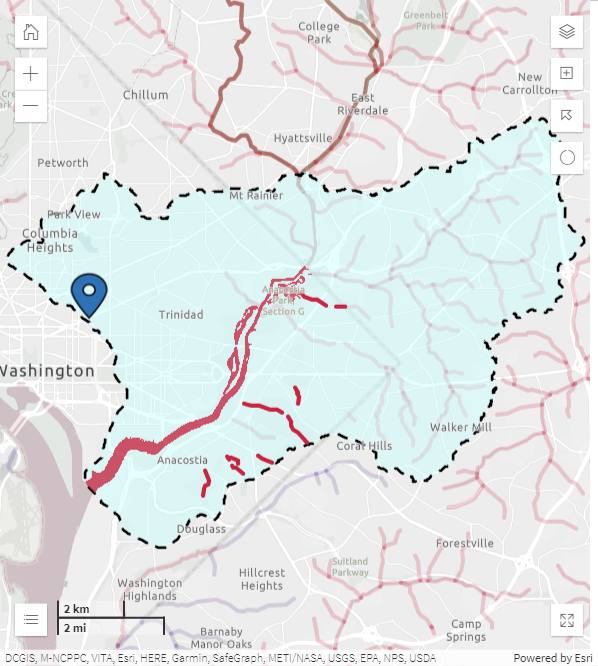 College
Park
Greenbelt
Park
New
Carrollton
Chillum
East
Riverdale
Hyattsville
Petworth
Mt Rainier
Park View
Columbia
Heights
Anacostia
Park
Section G
Trinidad
Washington
Walker Mill
Coral Hills
Anacostia
Douglass
Forestville
Suitland
Parkway
Hillcrest
Heights
Washington
Highlands
2 km
2 mi
Camp
Springs
Barnaby
Manor Oaks
DCGIS, M-NCPPC, VITA, Esri, HERE, Garmin, SafeGraph, METI/NASA, USGS, EPA, NPS, USDA
Powered by Esri